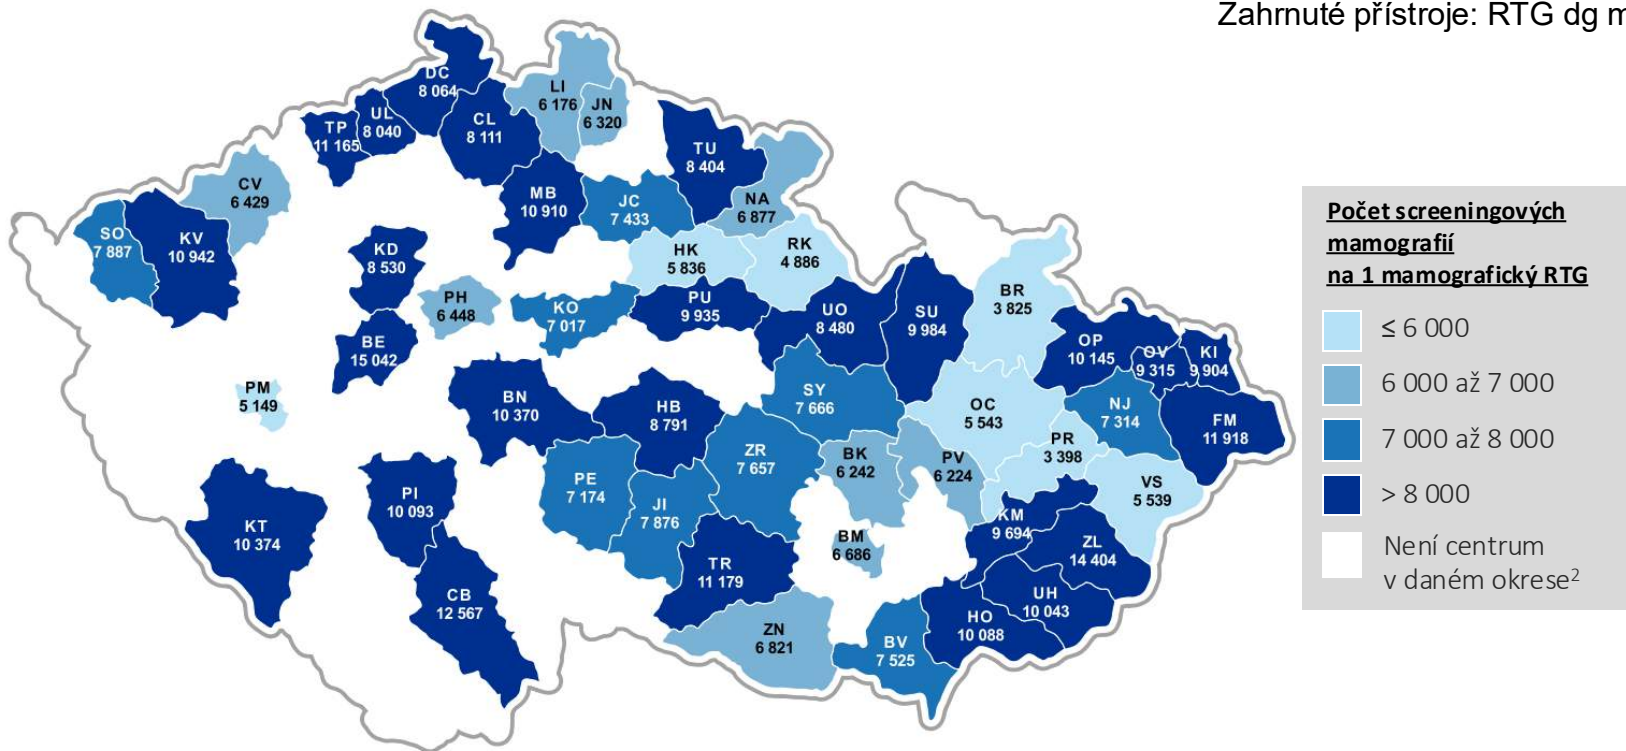 Zahrnuté přístroje: RTG dg m
DC
8 064
LI
6 176
JN
6 320
UL
8 040
TP
11 165
CL
8 111
TU
8 404
CV
6 429
MB
10 910
JC
7 433
NA
6 877
SO
7 887
KV
10 942
KD
8 530
HK
5 836
RK
4 886
PH
6 448
KO
7 017
PU
9 935
UO
8 480
SU
9 984
BR
3 825
BE
15 042
OP
10 145
OV
9 315
KI
9 904
PM
5 149
BN
10 370
HB
8 791
SY
7 666
OC
5 543
NJ
7 314
FM
11 918
PR
3 398
ZR
7 657
BK
6 242
PV
6 224
VS
5 539
PE
7 174
JI
7 876
PI
10 093
KT
10 374
KM
9 694
BM
6 686
ZL
14 404
TR
11 179
CB
12 567
UH
10 043
HO
10 088
ZN
6 821
BV
7 525
Počet screeningových
mamografií
na 1 mamografický RTG
≤ 6 000
6 000 až 7 000
7 000 až 8 000
> 8 000
Není centrum
v daném okrese²